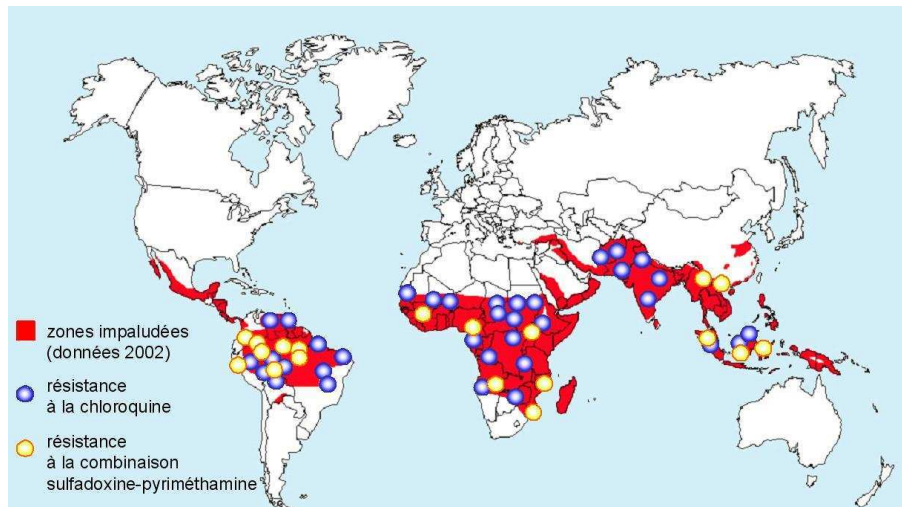 zones impaludées
(données 2002)
résistance
à la chloroquine
résistance
à la combinaison
sulfadoxine-pyriméthamine